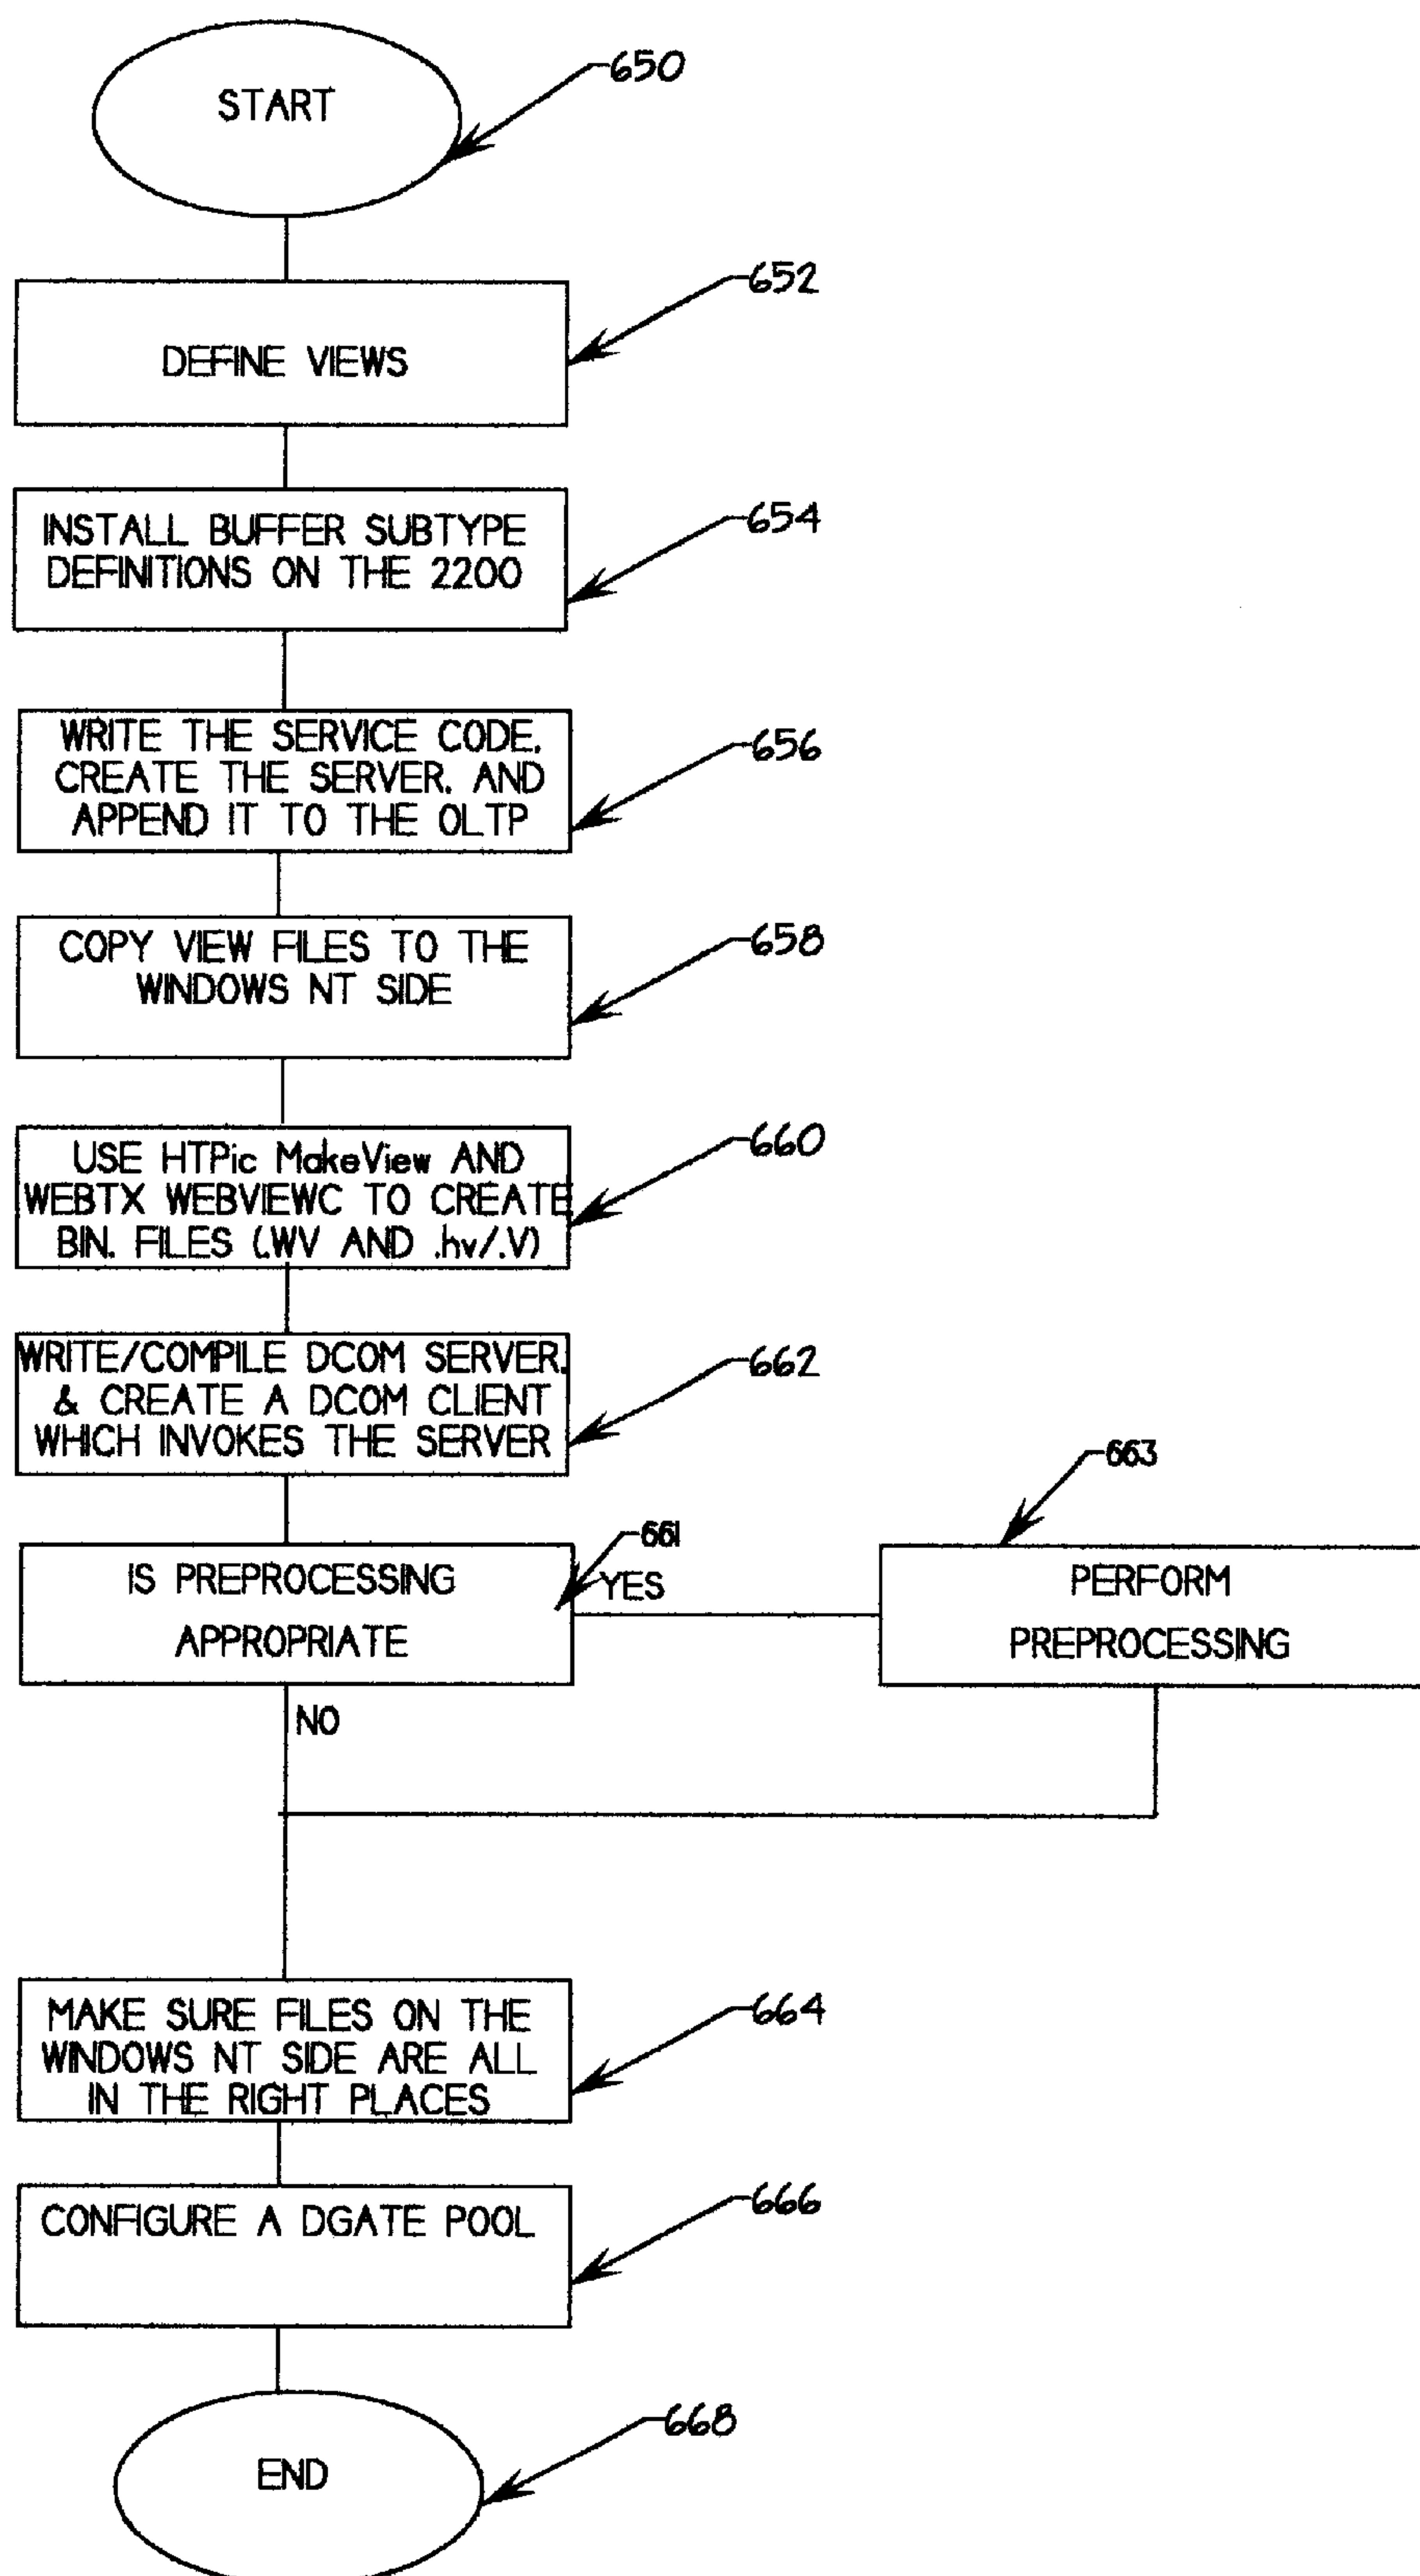 START
650
652
DEFINE VIEWS
INSTALL BUFFER SUBTYPE
DEFINITIONS ON THE 2200
654
WRITE THE SERVICE CODE,
CREATE THE SERVER, AND
APPEND IT TO THE OLTP
656
COPY VIEW FILES TO THE
WINDOWS NT SIDE
658
USE HTPic MakeView AND
WEBTX WEBVIEWC TO CREATE
BIN. FILES (.WV AND .hv/.V)
660
WRITE/COMPILE DCOM SERVER,
& CREATE A DCOM CLIENT
WHICH INVOKES THE SERVER
662
663
661
IS PREPROCESSING
APPROPRIATE
YES
PERFORM
PREPROCESSING
NO
MAKE SURE FILES ON THE
WINDOWS NT SIDE ARE ALL
IN THE RIGHT PLACES
664
CONFIGURE A DGATE POOL
666
668
END